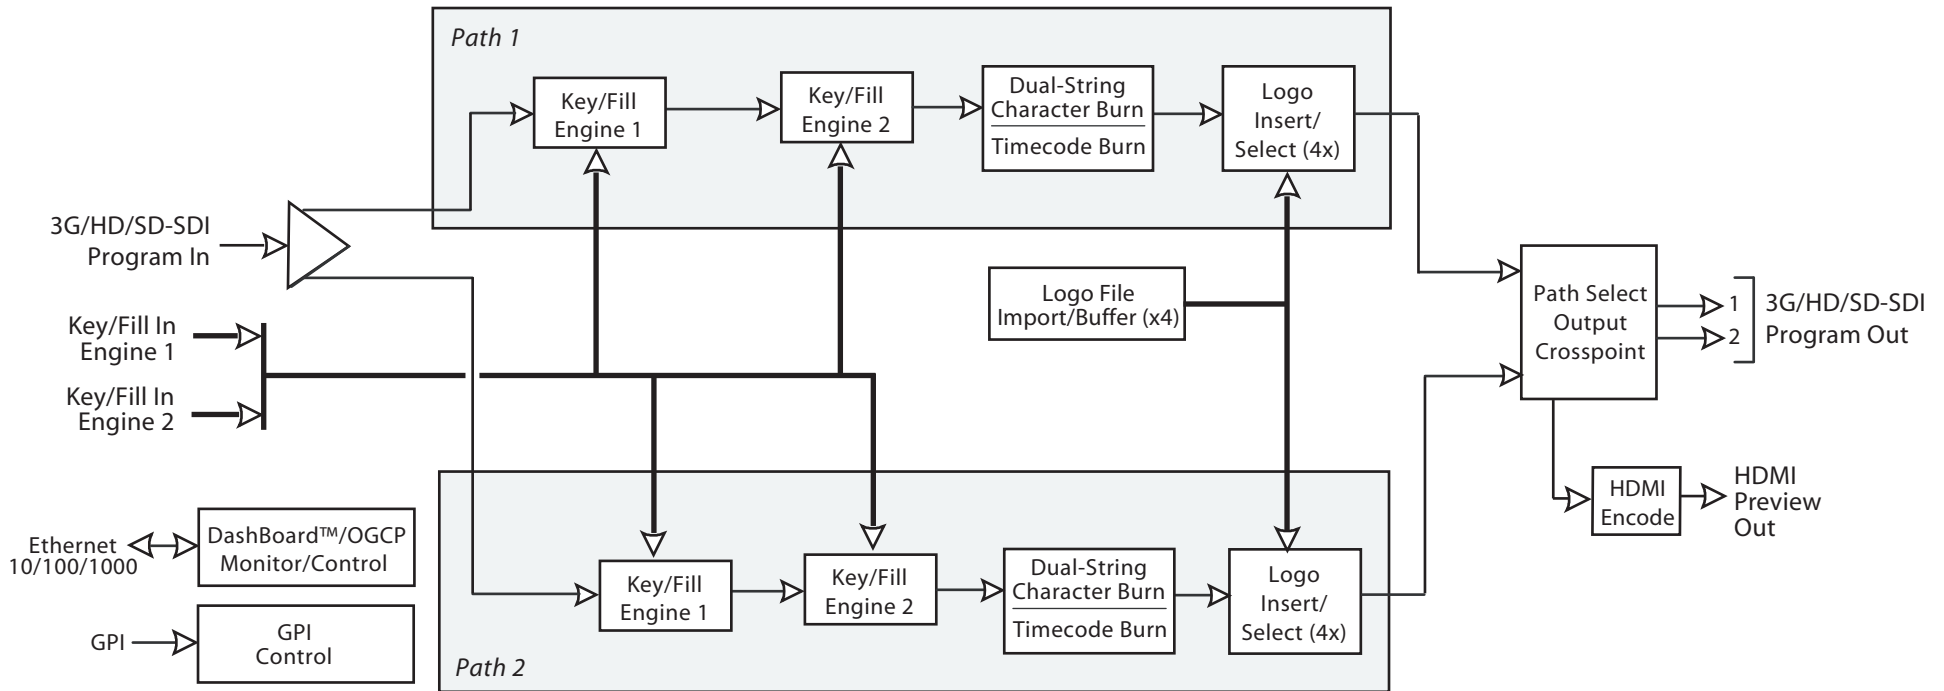 Path 1
Key/Fill
Engine 1
Key/Fill
Engine 2
Dual-String
Character Burn
Timecode Burn
Logo
Insert/
Select (4x)
3G/HD/SD-SDI
Program In
Key/Fill In
Engine 1
Key/Fill In
Engine 2
Logo File
Import/Buffer (x4)
Path Select
Output
Crosspoint
1
2
3G/HD/SD-SDI
Program Out
HDMI
Encode
HDMI
Preview
Out
Ethernet
10/100/1000
DashBoard™/OGCP
Monitor/Control
GPI
GPI
Control
Key/Fill
Engine 1
Key/Fill
Engine 2
Dual-String
Character Burn
Timecode Burn
Logo
Insert/
Select (4x)
Path 2